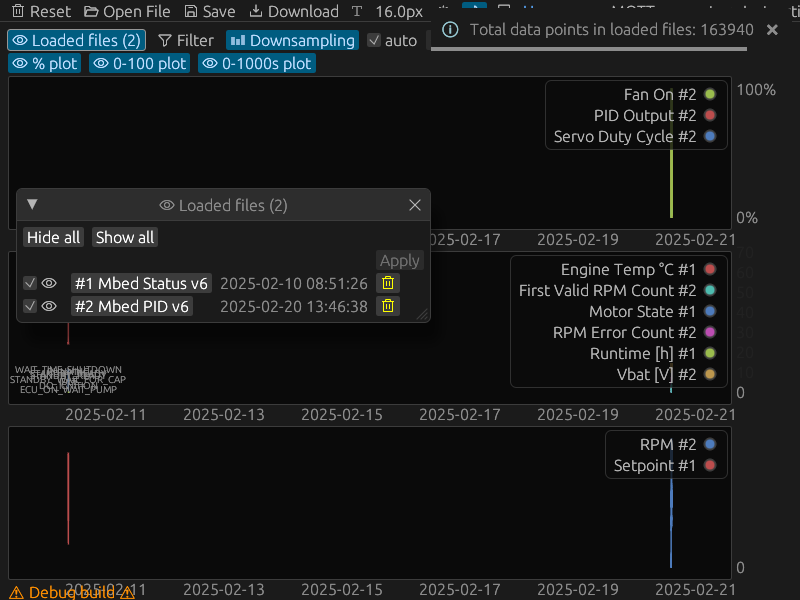 Reset Open File Save Download T 16.0px
Loaded files (2) Filter Downsampling auto
Total data points in loaded files: 163940
% plot 0-100 plot 0-1000s plot
100%
Fan On #2
PID Output #2
Servo Duty Cycle #2
0%
Loaded files (2)
Hide all Show all
Apply
#1 Mbed Status v6 2025-02-10 08:51:26
#2 Mbed PID v6 2025-02-20 13:46:38
025-02-17 2025-02-19 2025-02-21
Engine Temp °C #1
First Valid RPM Count #2
Motor State #1
RPM Error Count #2
Runtime [h] #1
Vbat [V] #2
0
WAIT_TIME_SHUTDOWN
STANDBY_READY
STANDBY_WAIT_FOR_CAP
DO_IGNITION
ECU_ON_WAIT_PUMP
2025-02-11 2025-02-13 2025-02-15 2025-02-17 2025-02-19 2025-02-21
RPM #2
Setpoint #1
0
2025-02-11 2025-02-13 2025-02-15 2025-02-17 2025-02-19 2025-02-21
Debug build